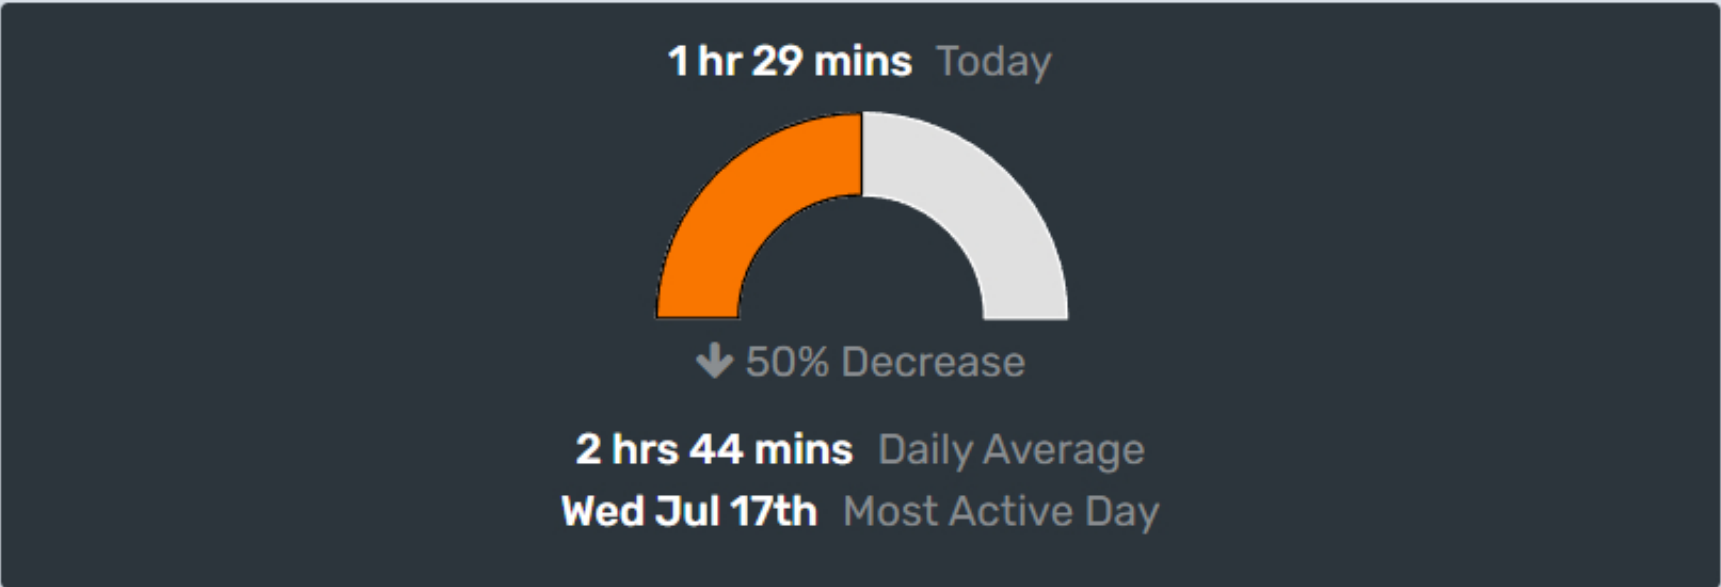 1 hr 29 mins Today
50% Decrease
2 hrs 44 mins Daily Average
Wed Jul 17th Most Active Day